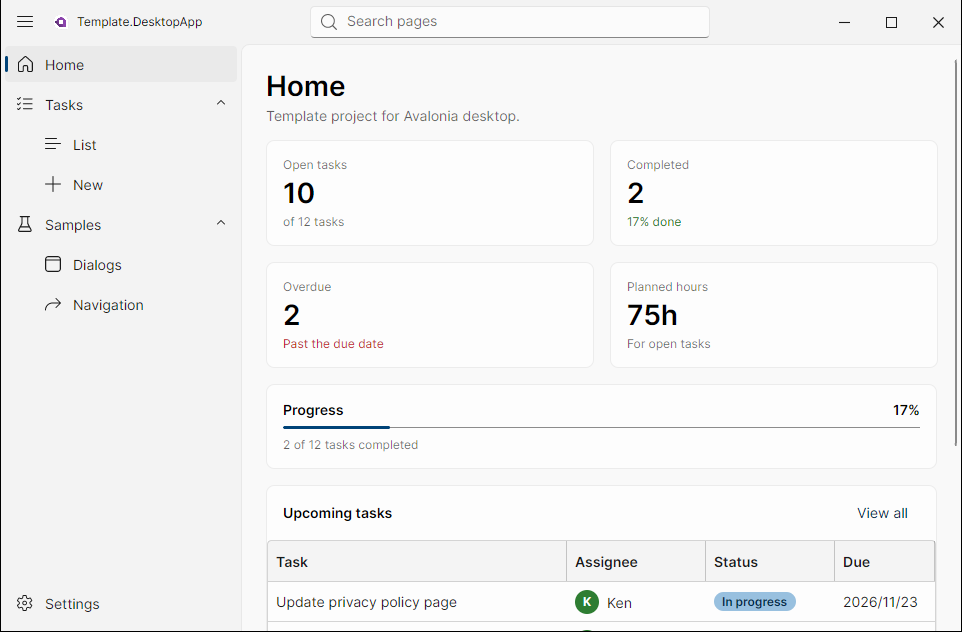 Template.DesktopApp
Search pages
Home
Tasks
List
New
Samples
Dialogs
Navigation
Settings
Home
Template project for Avalonia desktop.
Open tasks
10
of 12 tasks
Completed
2
17% done
Overdue
2
Past the due date
Planned hours
75h
For open tasks
Progress 17%
2 of 12 tasks completed
Upcoming tasks View all
Task Assignee Status Due
Update privacy policy page K Ken In progress 2026/11/23